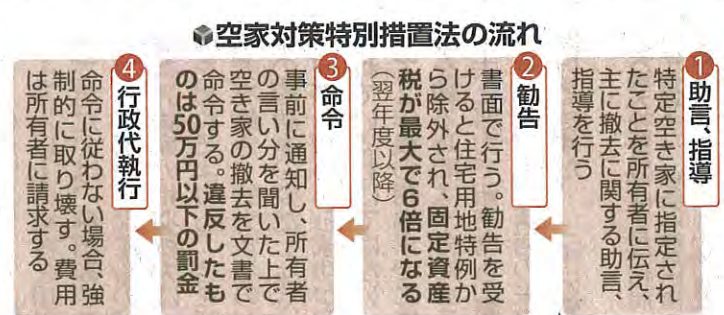 空家対策特別措置法の流れ
1 助言、指導
特定空き家に指定され
たことを所有者に伝え、
主に撤去に関する助言、
指導を行う
2 勧告
書面で行う。勧告を受
けると住宅用地特例か
ら除外され、固定資産
税が最大で6倍になる
(翌年度以降)
3 命令
事前に通知し、所有者
の言い分を聞いた上で
空き家の撤去を文書で
命令する。違反したも
のは50万円以下の罰金
4 行政代執行
命令に従わない場合、強
制的に取り壊す。費用
は所有者に請求する